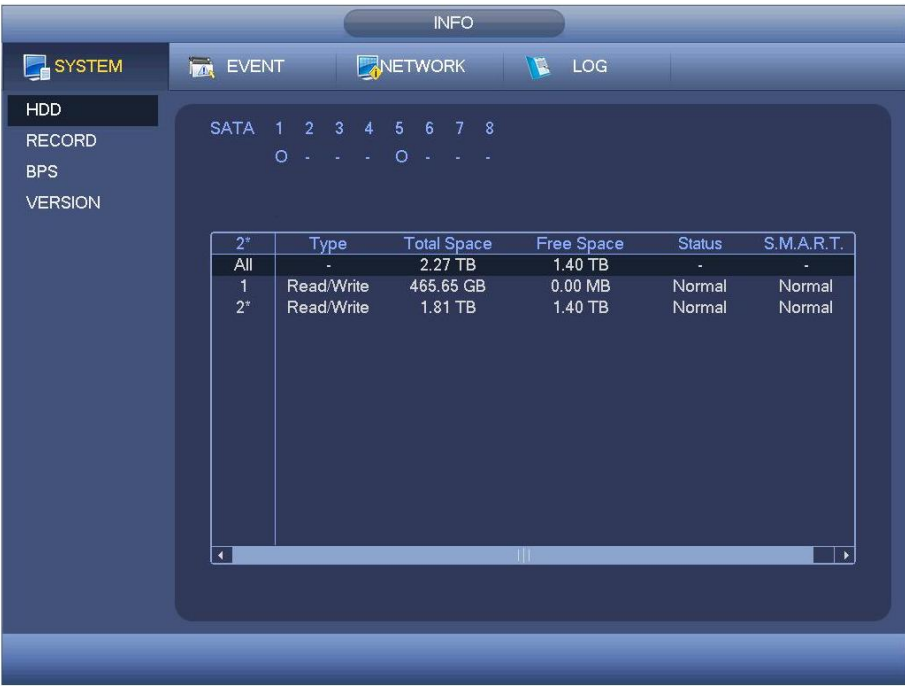 INFO
SYSTEM EVENT NETWORK LOG
HDD
RECORD
BPS
VERSION
SATA 1 2 3 4 5 6 7 8
O - - - O - - -
2* Type Total Space Free Space Status S.M.A.R.T.
All - 2.27 TB 1.40 TB - -
1 Read/Write 465.65 GB 0.00 MB Normal Normal
2* Read/Write 1.81 TB 1.40 TB Normal Normal